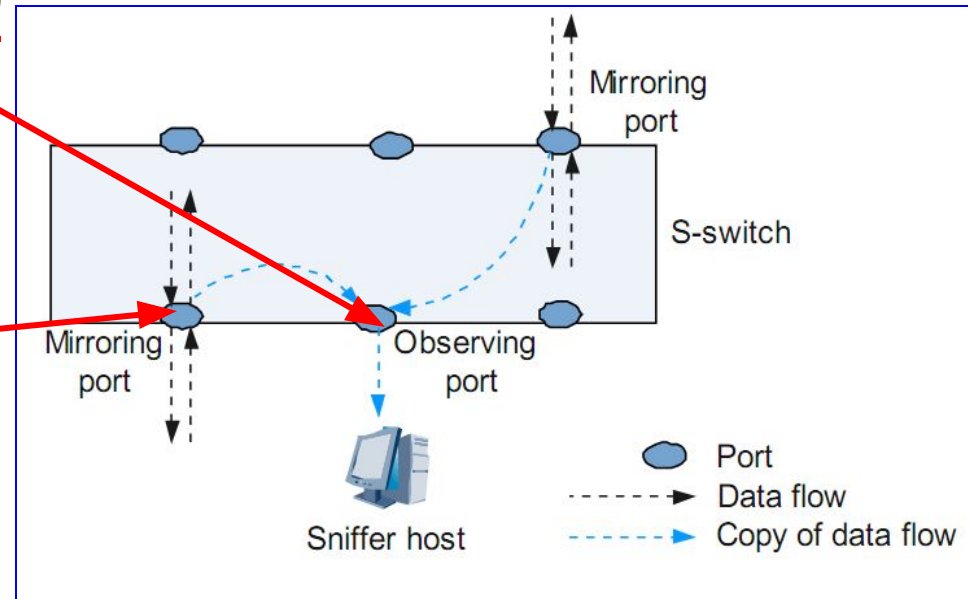 Mirroring
port
S-switch
Mirroring
port
Observing
port
Sniffer host
Port
Data flow
Copy of data flow